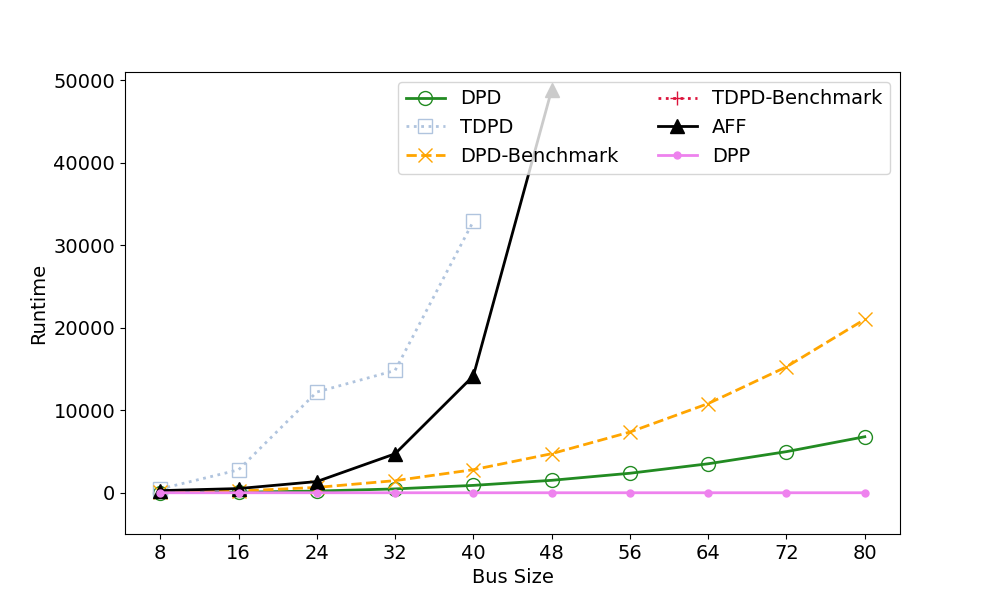 50000
40000
30000
20000
10000
0
Runtime
DPD
TDPD
DPD-Benchmark
TDPD-Benchmark
AFF
DPP
8 16 24 32 40 48 56 64 72 80
Bus Size